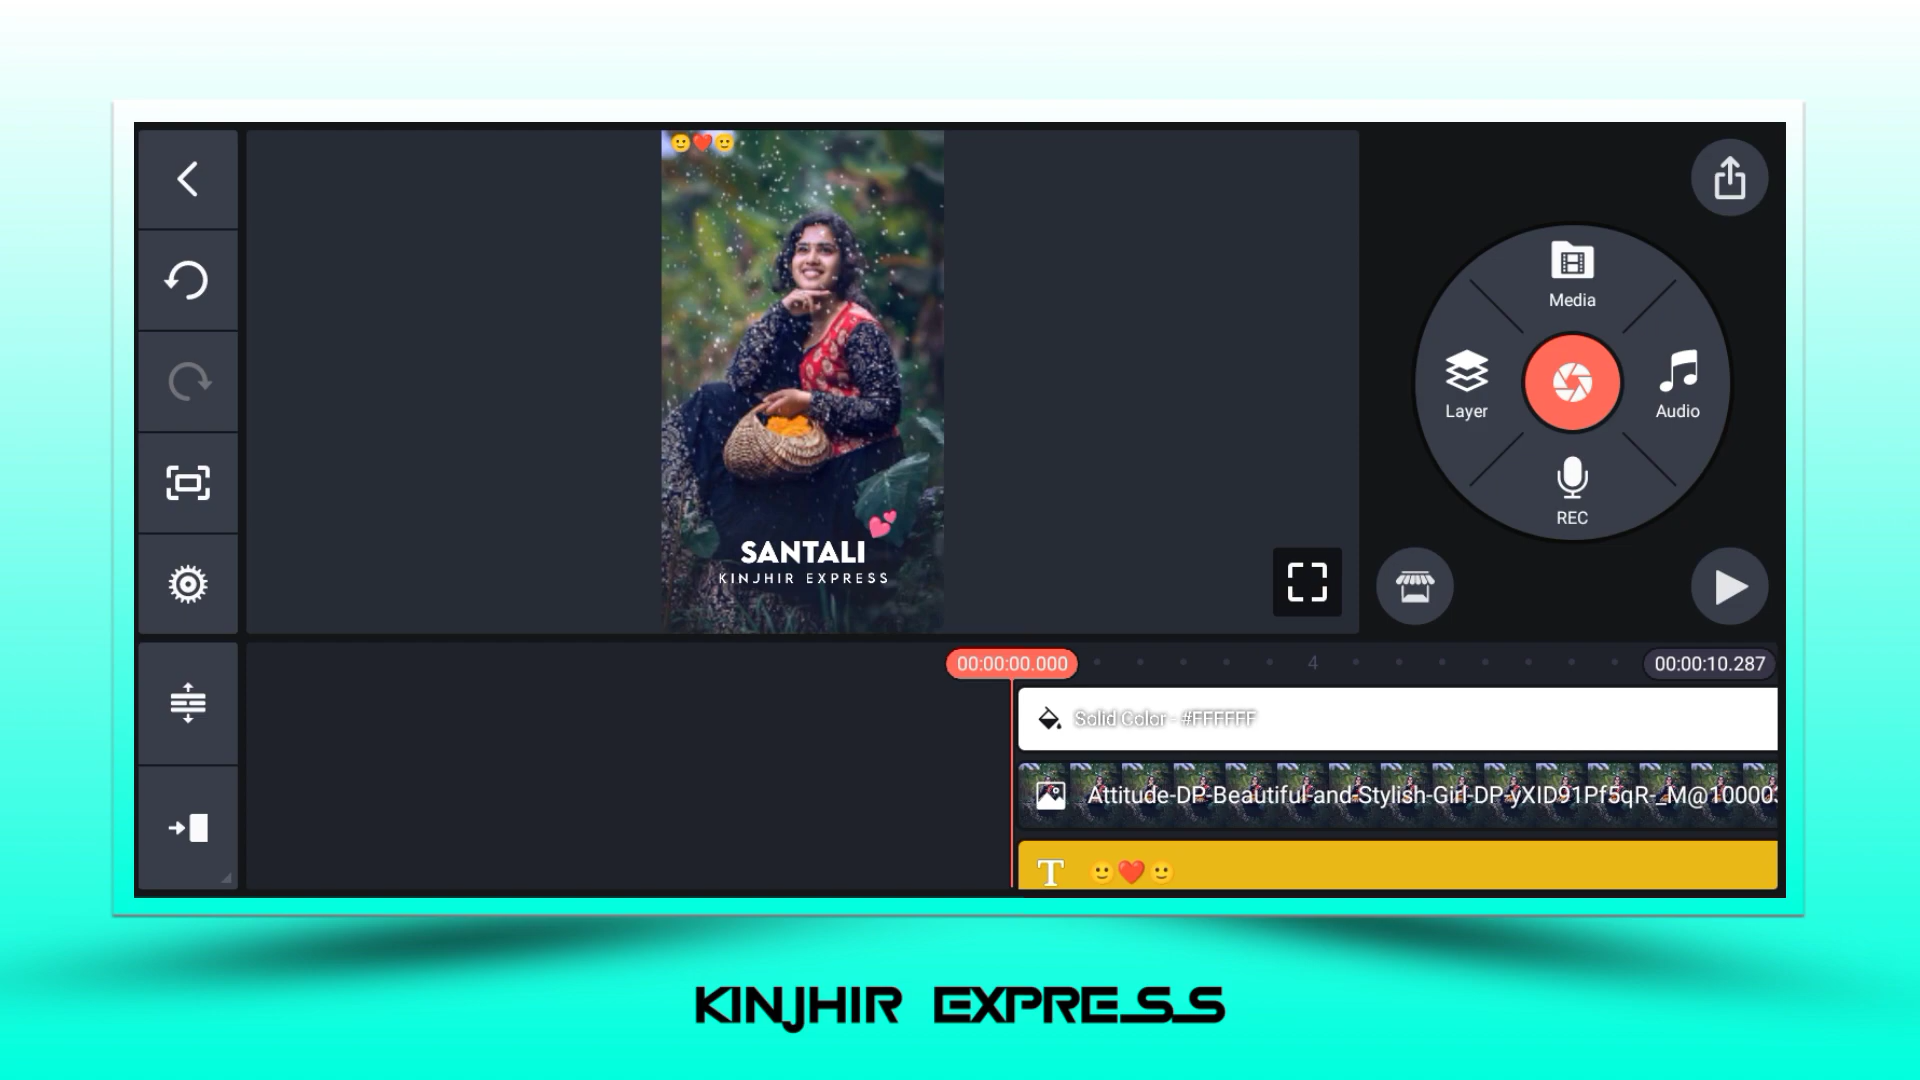 🙂❤️🙂
Media
Layer
Audio
REC
SANTALI
KINJHIR EXPRESS
00:00:00.000
4
00:00:10.287
Solid Color - #FFFFFF
Attitude-DP-Beautiful-and-Stylish-Girl-DP-yXID91Pf5qR-_M@10000
T 🙂❤️🙂
KINJHIR EXPRESS